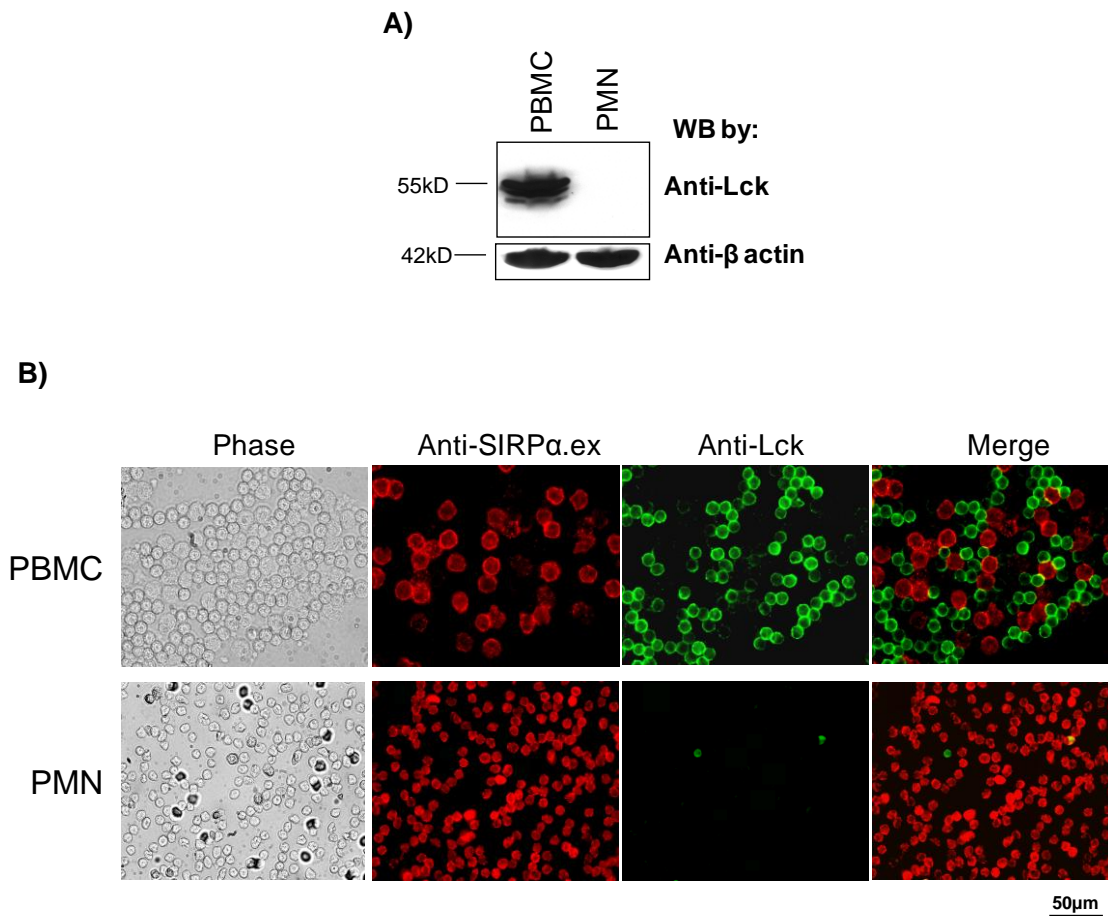 A)
PBMC
PMN
WB by:
55kD
Anti-Lck
42kD
Anti-β actin
B)
Phase
Anti-SIRPα.ex
Anti-Lck
Merge
PBMC
PMN
50μm